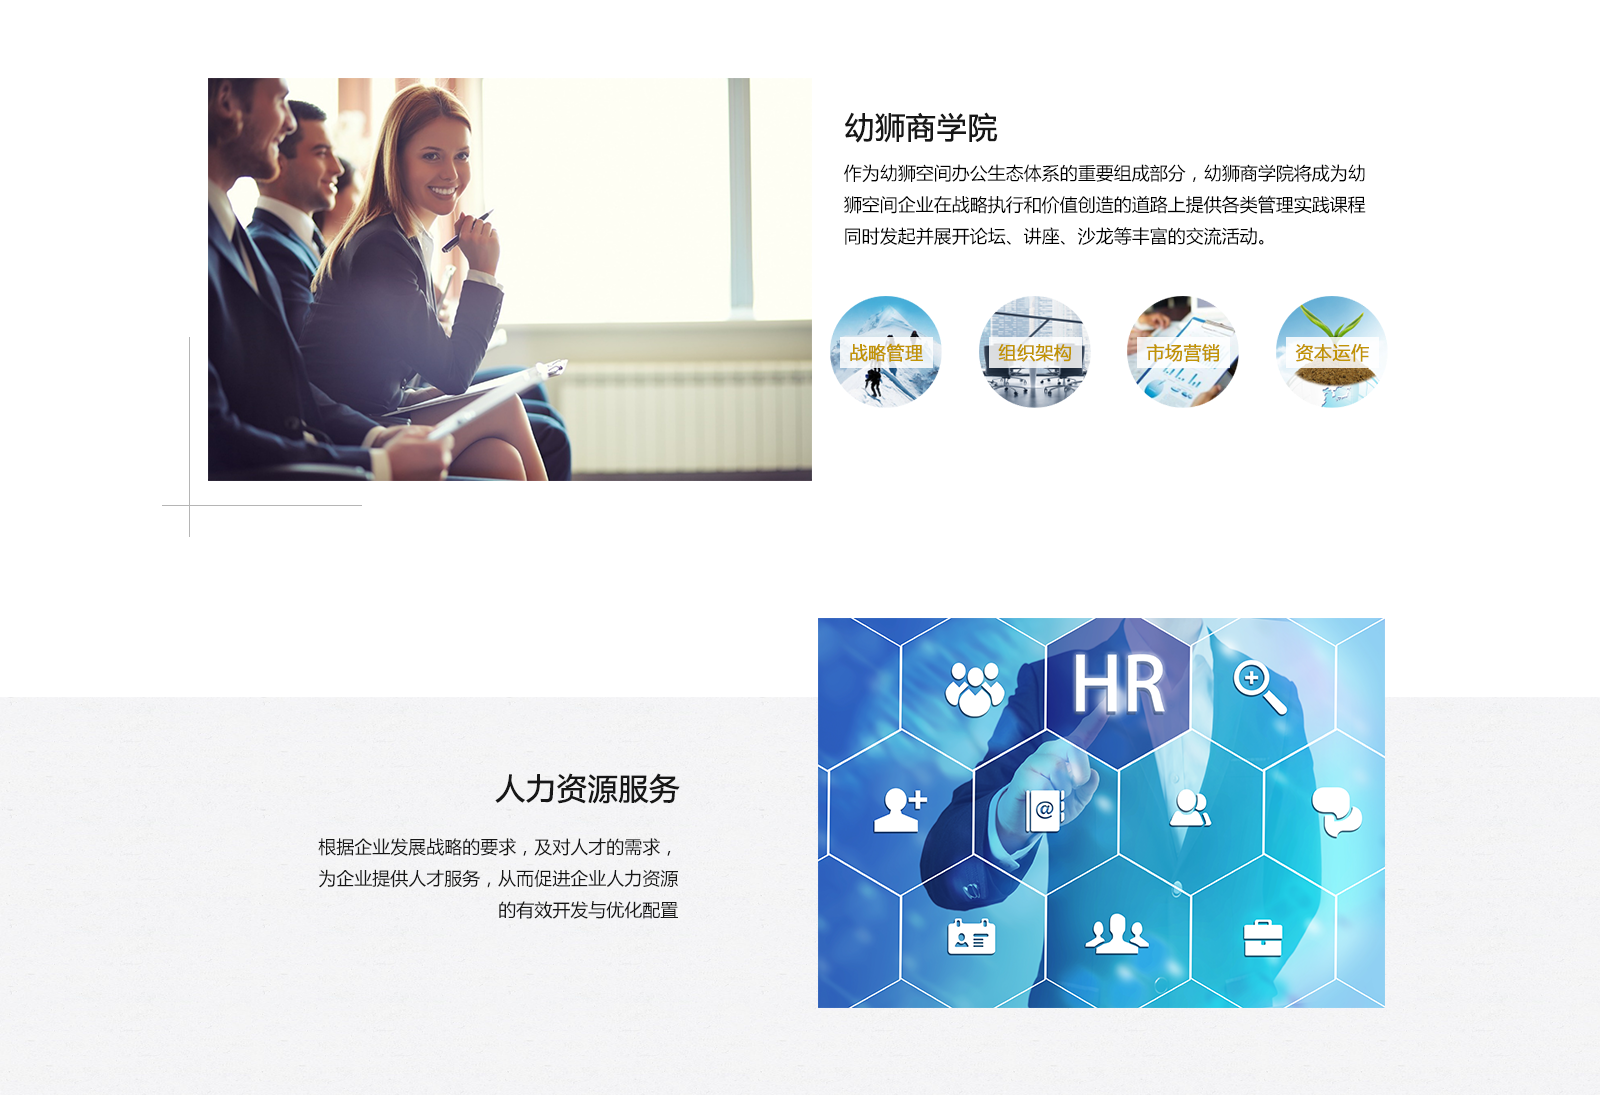 幼狮商学院
作为幼狮空间办公生态体系的重要组成部分，幼狮商学院将成为幼
狮空间企业在战略执行和价值创造的道路上提供各类管理实践课程
同时发起并展开论坛、讲座、沙龙等丰富的交流活动。
战略管理
组织架构
市场营销
资本运作
HR
人力资源服务
根据企业发展战略的要求，及对人才的需求，
为企业提供人才服务，从而促进企业人力资源
的有效开发与优化配置
@